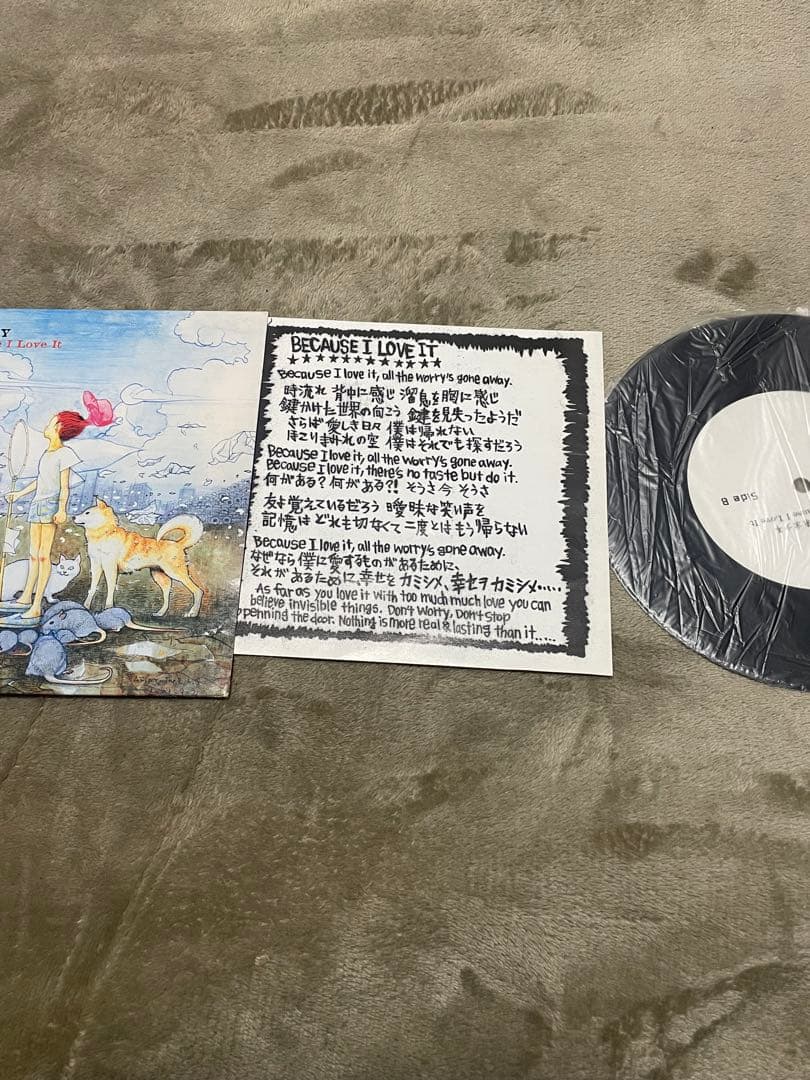 Y
I Love It
BECAUSE I LOVE IT
★★★★★★★★★★★
Because I love it, all the worry's gone away.
時流れ 背中に感じ 溜息を胸に感じ
鍵かけた世界の向こう 鍵を見失ったようだ
さらば愛しき日々 僕は帰れない
ほこりまみれの空 僕はそれでも探すだろう
Because I love it, all the worry's gone away.
Because I love it, there's no taste but do it.
何がある? 何がある?! そうさ 今 そうさ
友よ覚えているだろう 曖昧な笑い声を
記憶は どれも切なくて 二度とはもう帰らない
Because I love it, all the worry's gone away.
なぜなら僕に愛すものがあるために、
それがあるために、幸せを カミシメ、幸せヲ カミシメ.....
As far as you love it with too much much love you can
believe invisible things. Don't worry, Don't stop
penning the door. Nothing is more real & lasting than it.....
Side B
I Love It